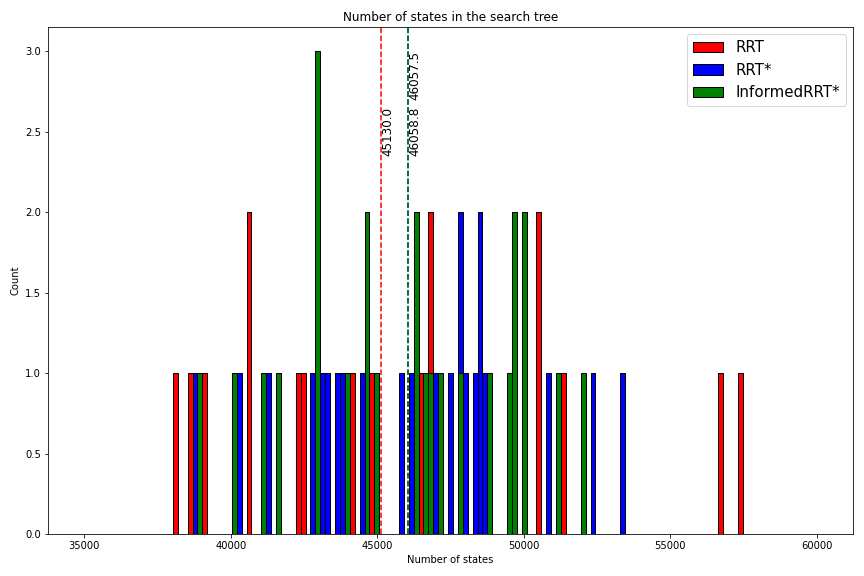 Number of states in the search tree
RRT
RRT*
InformedRRT*
45130.0
46058.8
46057.5
Count
3.0
2.5
2.0
1.5
1.0
0.5
0.0
35000
40000
45000
50000
55000
60000
Number of states